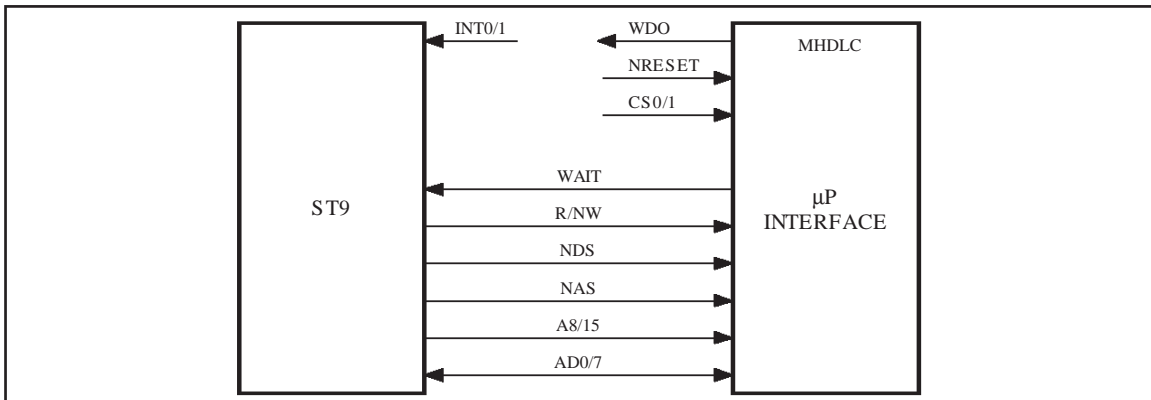 INT0/1
WDO
MHDLC
NRESET
CS0/1
WAIT
ST9
µP
INTERFACE
R/NW
NDS
NAS
A8/15
AD0/7